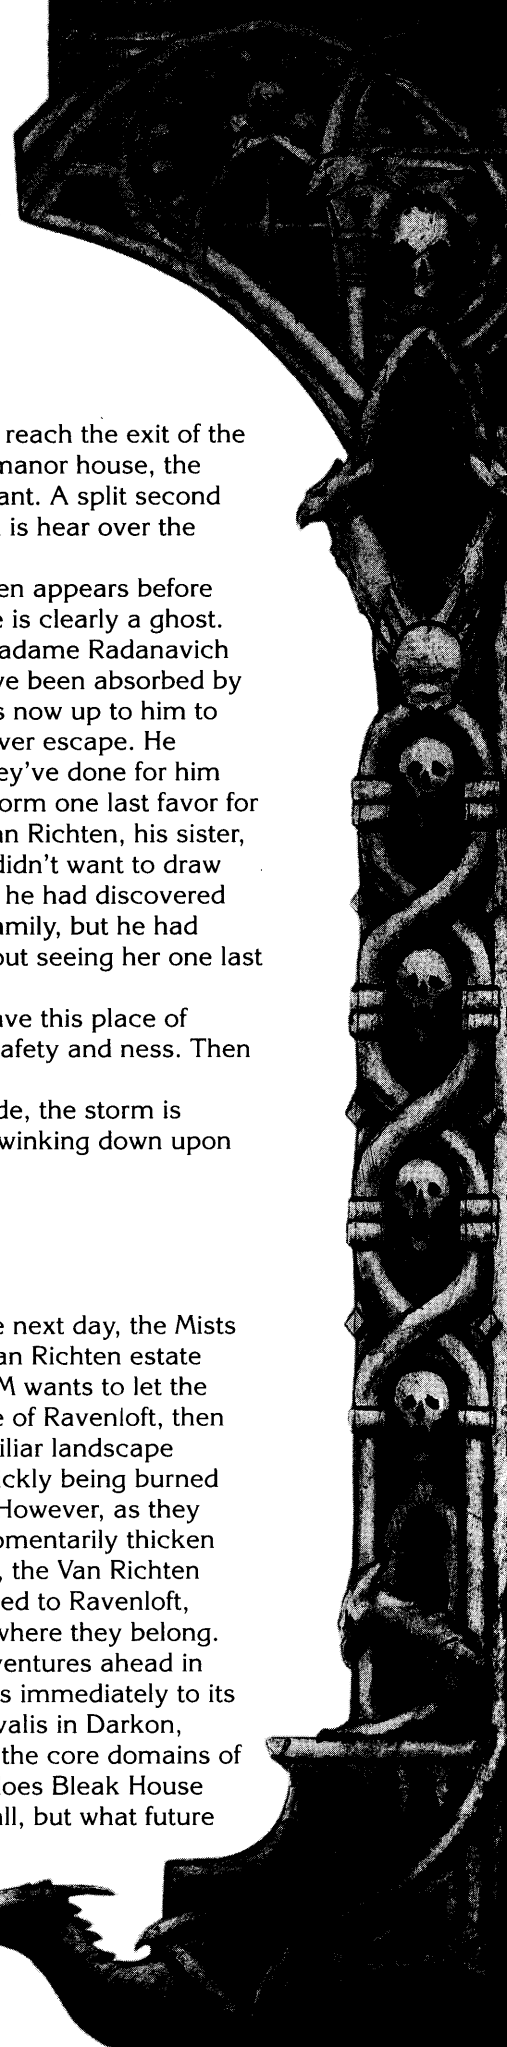 reach the exit of the
manor house, the
ant. A split second
is hear over the
en appears before
e is clearly a ghost.
adame Radanavich
ve been absorbed by
s now up to him to
ver escape. He
ey've done for him
orm one last favor for
an Richten, his sister,
didn't want to draw
he had discovered
amily, but he had
out seeing her one last
ave this place of
afety and ness. Then
de, the storm is
winking down upon
e next day, the Mists
an Richten estate
M wants to let the
e of Ravenloft, then
iliar landscape
ickly being burned
However, as they
omentarily thicken
, the Van Richten
ed to Ravenloft,
where they belong.
ventures ahead in
s immediately to its
valis in Darkon,
the core domains of
does Bleak House
all, but what future